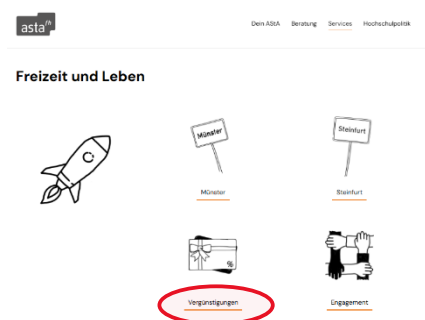 asta fh
Dein AStA Beratung Services Hochschulpolitik
Freizeit und Leben
Münster
Steinfurt
Münster
Steinfurt
%
Vergünstigungen
Engagement